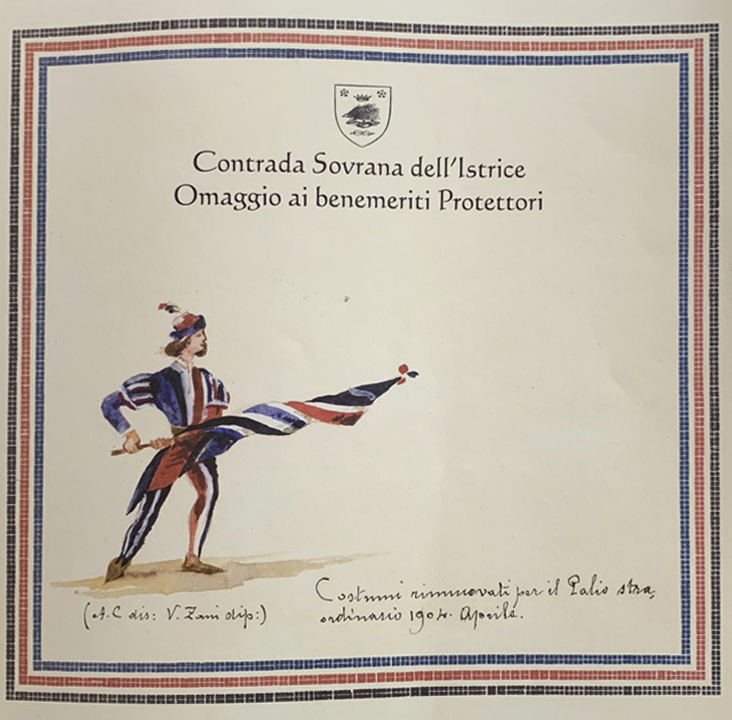 Contrada Sovrana dell'Istrice
Omaggio ai benemeriti Protettori
(A. C dis: V. Zani dip:)
Costumi rinnuovati per il Palio stra,
ordinario 1904. Aprile.